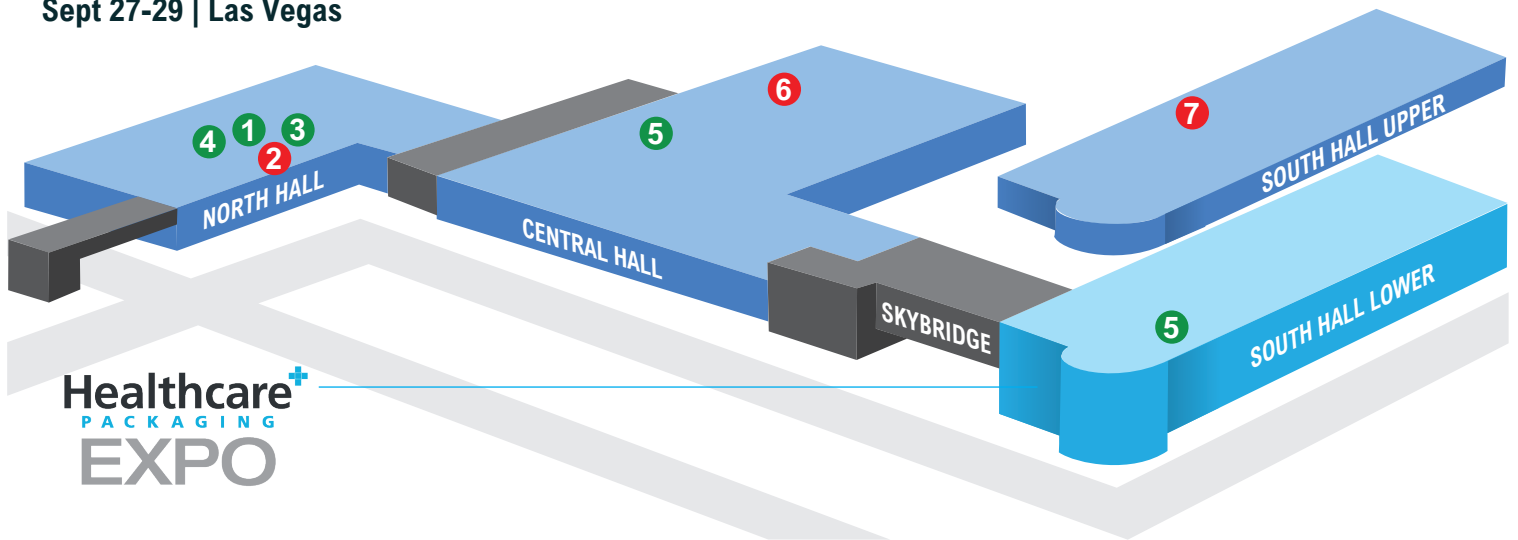 Sept 27-29 | Las Vegas
6
7
5
1
3
4
2
SOUTH HALL UPPER
NORTH HALL
CENTRAL HALL
SKYBRIDGE
5
SOUTH HALL LOWER
Healthcare+
PACKAGING
EXPO